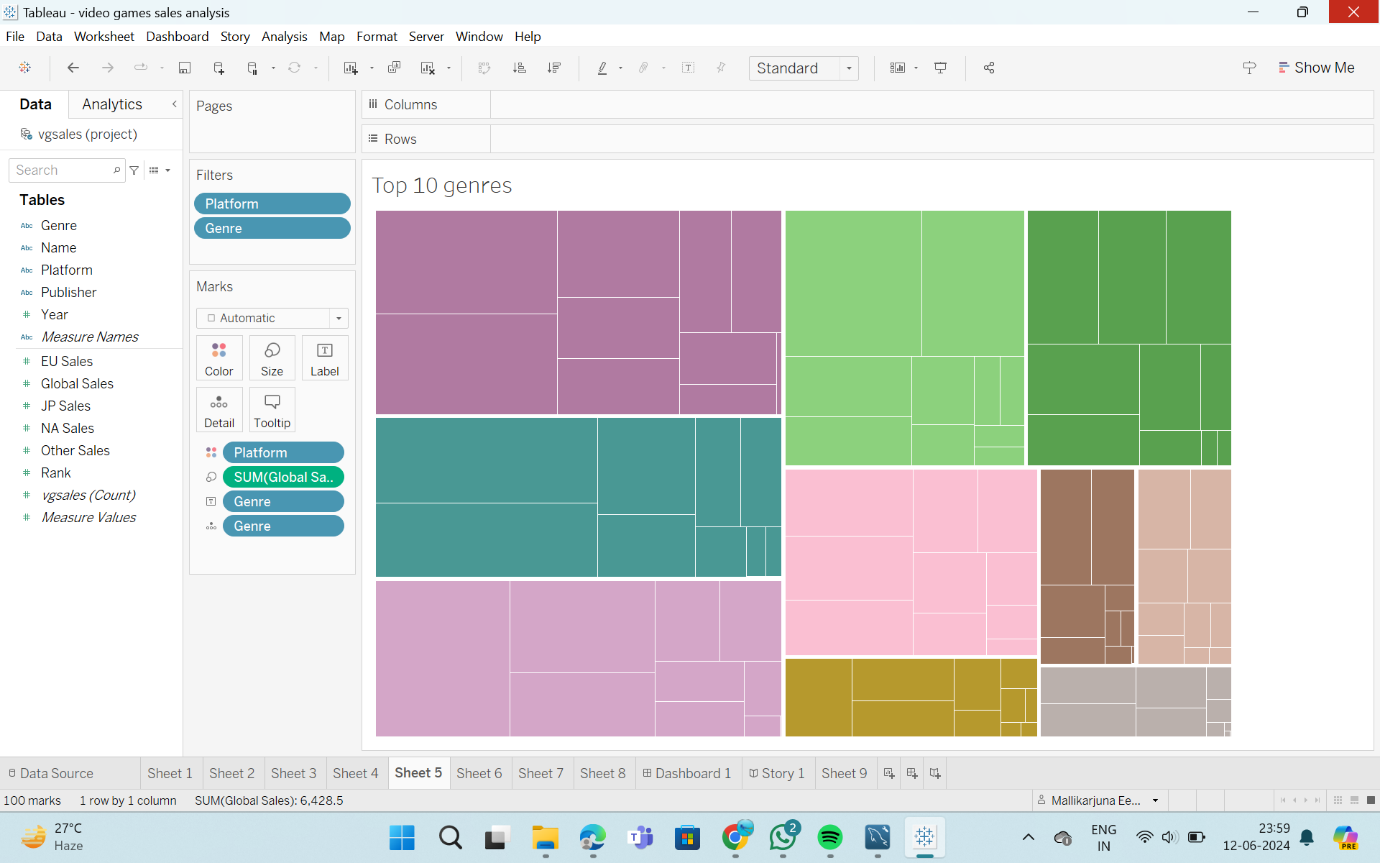 Tableau - video games sales analysis
File Data Worksheet Dashboard Story Analysis Map Format Server Window Help
Standard
Show Me
Data Analytics
Pages
Columns
vgsales (project)
Rows
Search
Filters
Top 10 genres
Tables
Platform
Genre
Genre
Name
Platform
Publisher
Year
Measure Names
EU Sales
Global Sales
JP Sales
NA Sales
Other Sales
Rank
vgsales (Count)
Measure Values
Marks
Automatic
Color Size Label
Detail Tooltip
Platform
SUM(Global Sa..
Genre
Genre
Data Source Sheet 1 Sheet 2 Sheet 3 Sheet 4 Sheet 5 Sheet 6 Sheet 7 Sheet 8 Dashboard 1 Story 1 Sheet 9
100 marks 1 row by 1 column SUM(Global Sales): 6,428.5 Mallikarjuna Ee...
27°C
Haze
2
ENG
IN
23:59
12-06-2024
PRE